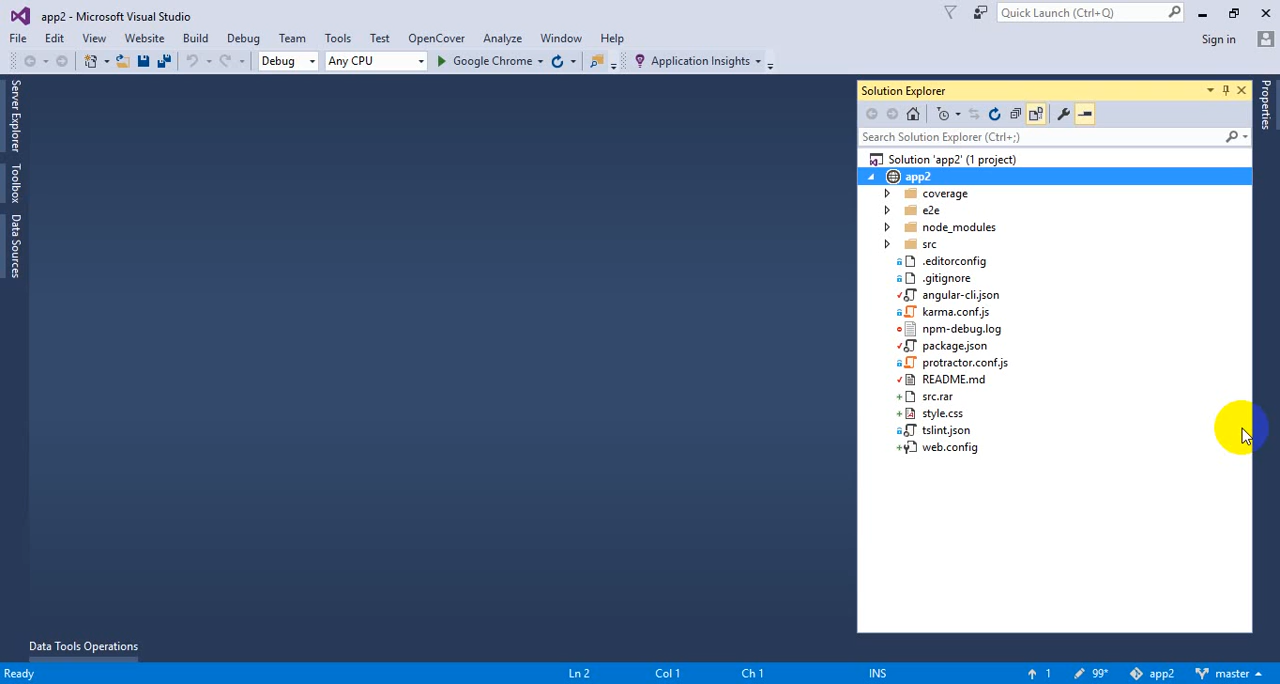 app2 - Microsoft Visual Studio
Quick Launch (Ctrl+Q)
File Edit View Website Build Debug Team Tools Test OpenCover Analyze Window Help
Sign in
Debug Any CPU Google Chrome Application Insights
Server Explorer
Toolbox
Data Sources
Solution Explorer
Search Solution Explorer (Ctrl+;)
Solution 'app2' (1 project)
app2
coverage
e2e
node_modules
src
.editorconfig
.gitignore
angular-cli.json
karma.conf.js
npm-debug.log
package.json
protractor.conf.js
README.md
src.rar
style.css
tslint.json
web.config
Properties
Data Tools Operations
Ready Ln 2 Col 1 Ch 1 INS 1 99* app2 master